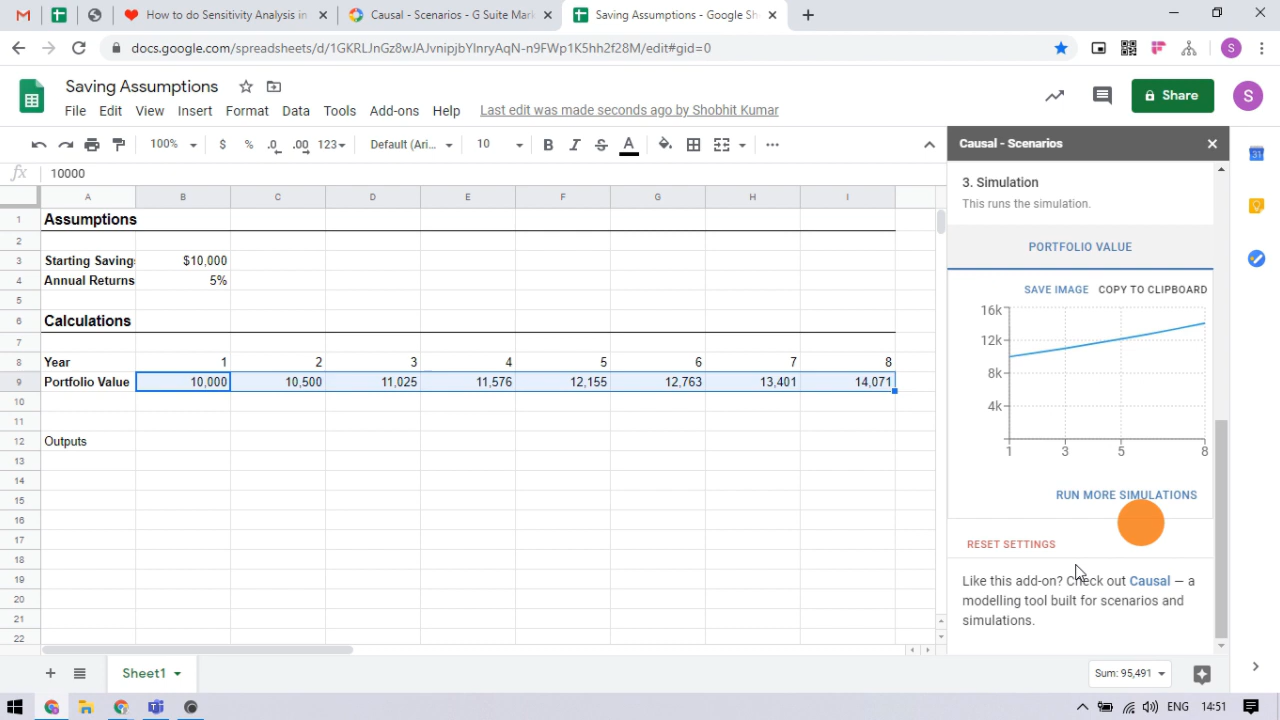 How to do Sensitivity Analysis in
Causal - Scenarios - G Suite Mark
Saving Assumptions - Google She
docs.google.com/spreadsheets/d/1GKRLJnGz8wJAJvnipjbYlnryAqN-n9FWp1K5hh2f28M/edit#gid=0
S
Saving Assumptions
File Edit View Insert Format Data Tools Add-ons Help Last edit was made seconds ago by Shobhit Kumar
Share
S
100% $ % .0 .00 123 Default (Ari... 10 B I S A
Causal - Scenarios
fx 10000
A B C D E F G H I
1 Assumptions
2
3 Starting Saving: $10,000
4 Annual Returns 5%
5
6 Calculations
7
8 Year 1 2 3 4 5 6 7 8
9 Portfolio Value 10,000 10,500 11,025 11,576 12,155 12,763 13,401 14,071
10
11
12 Outputs
13
14
15
16
17
18
19
20
21
22
3. Simulation
This runs the simulation.
PORTFOLIO VALUE
SAVE IMAGE COPY TO CLIPBOARD
16k
12k
8k
4k
1 3 5 8
RUN MORE SIMULATIONS
RESET SETTINGS
Like this add-on? Check out Causal — a
modelling tool built for scenarios and
simulations.
31
Sheet1
Sum: 95,491
ENG 14:51